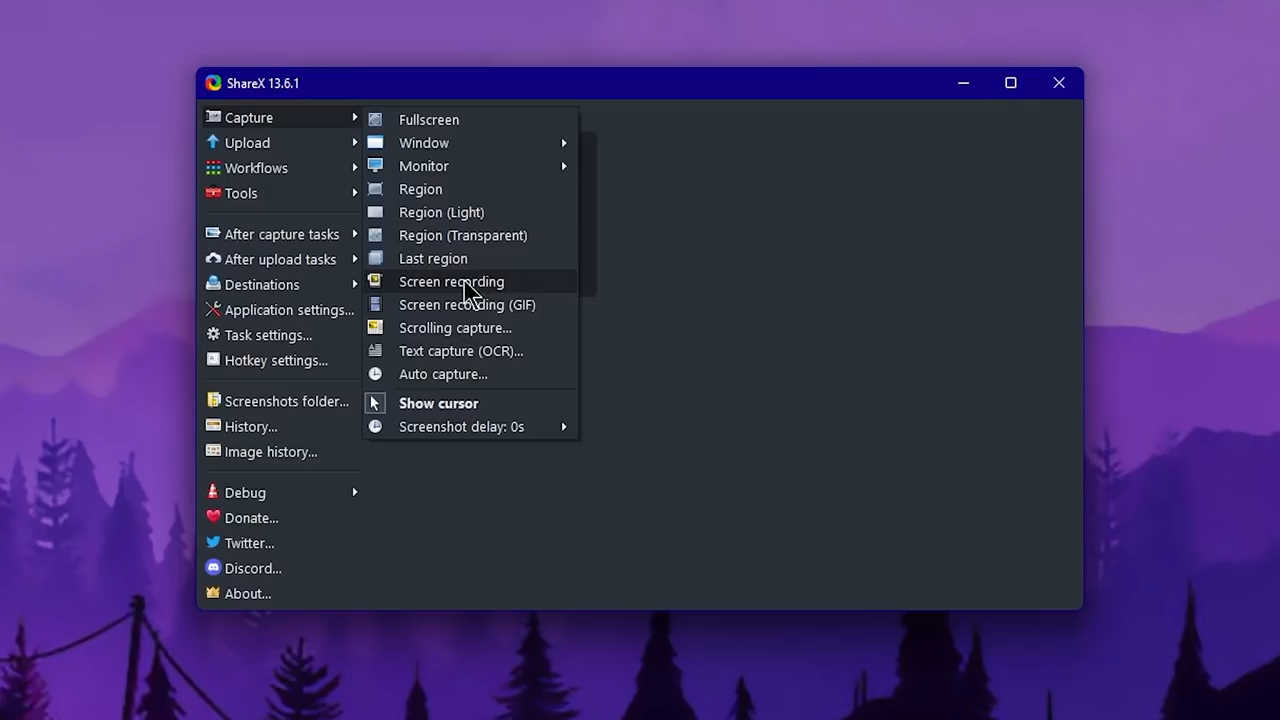 ShareX 13.6.1
Capture
Upload
Workflows
Tools
After capture tasks
After upload tasks
Destinations
Application settings...
Task settings...
Hotkey settings...
Screenshots folder...
History...
Image history...
Debug
Donate...
Twitter...
Discord...
About...
Fullscreen
Window
Monitor
Region
Region (Light)
Region (Transparent)
Last region
Screen recording
Screen recording (GIF)
Scrolling capture...
Text capture (OCR)...
Auto capture...
Show cursor
Screenshot delay: 0s